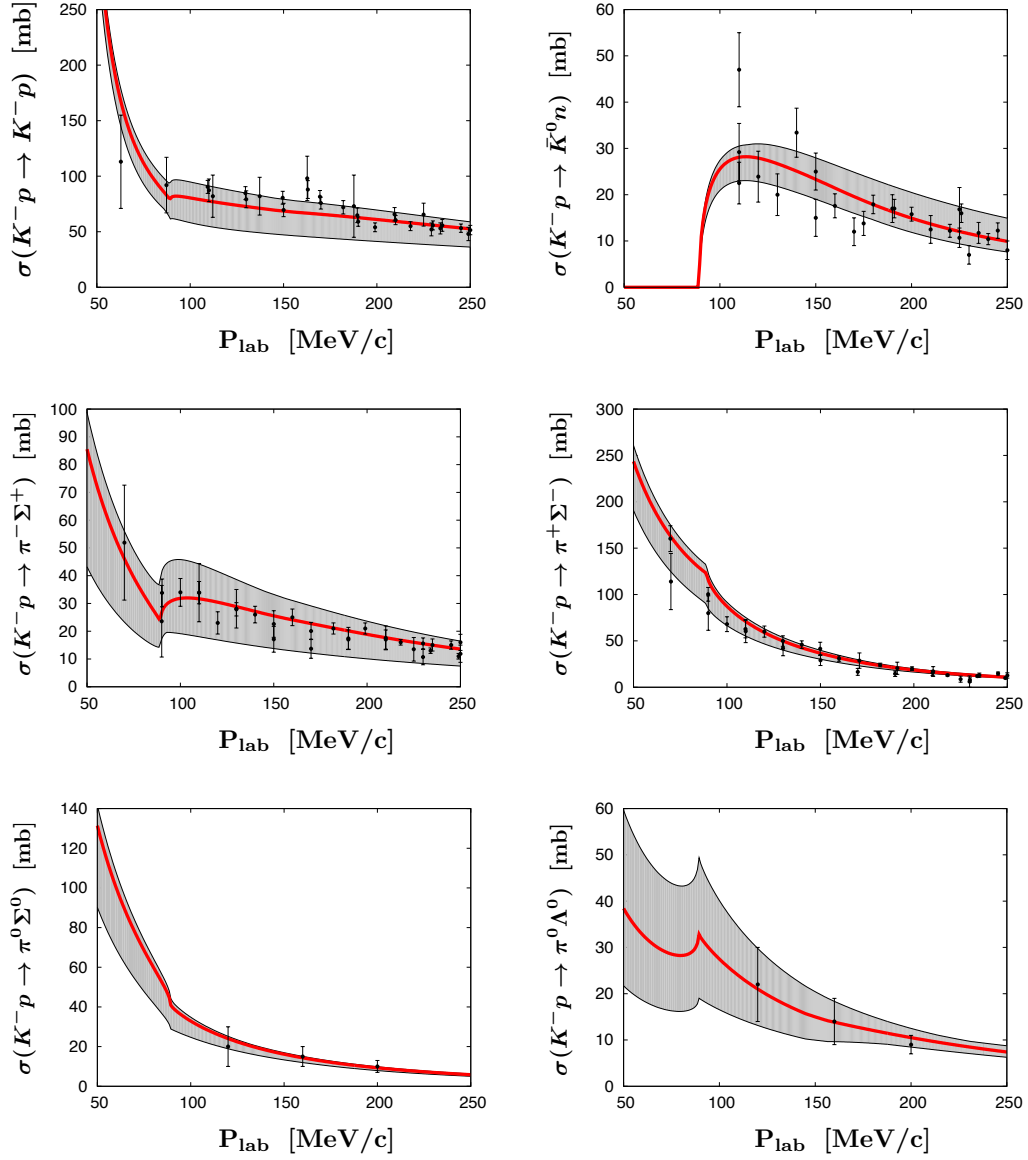 σ(K⁻p → K⁻p) [mb]
250
200
150
100
50
0
50 100 150 200 250
P_lab [MeV/c]
σ(K⁻p → K̄⁰n) [mb]
60
50
40
30
20
10
0
50 100 150 200 250
P_lab [MeV/c]
σ(K⁻p → π⁻Σ⁺) [mb]
100
90
80
70
60
50
40
30
20
10
0
50 100 150 200 250
P_lab [MeV/c]
σ(K⁻p → π⁺Σ⁻) [mb]
300
250
200
150
100
50
0
50 100 150 200 250
P_lab [MeV/c]
σ(K⁻p → π⁰Σ⁰) [mb]
140
120
100
80
60
40
20
0
50 100 150 200 250
P_lab [MeV/c]
σ(K⁻p → π⁰Λ⁰) [mb]
60
50
40
30
20
10
0
50 100 150 200 250
P_lab [MeV/c]